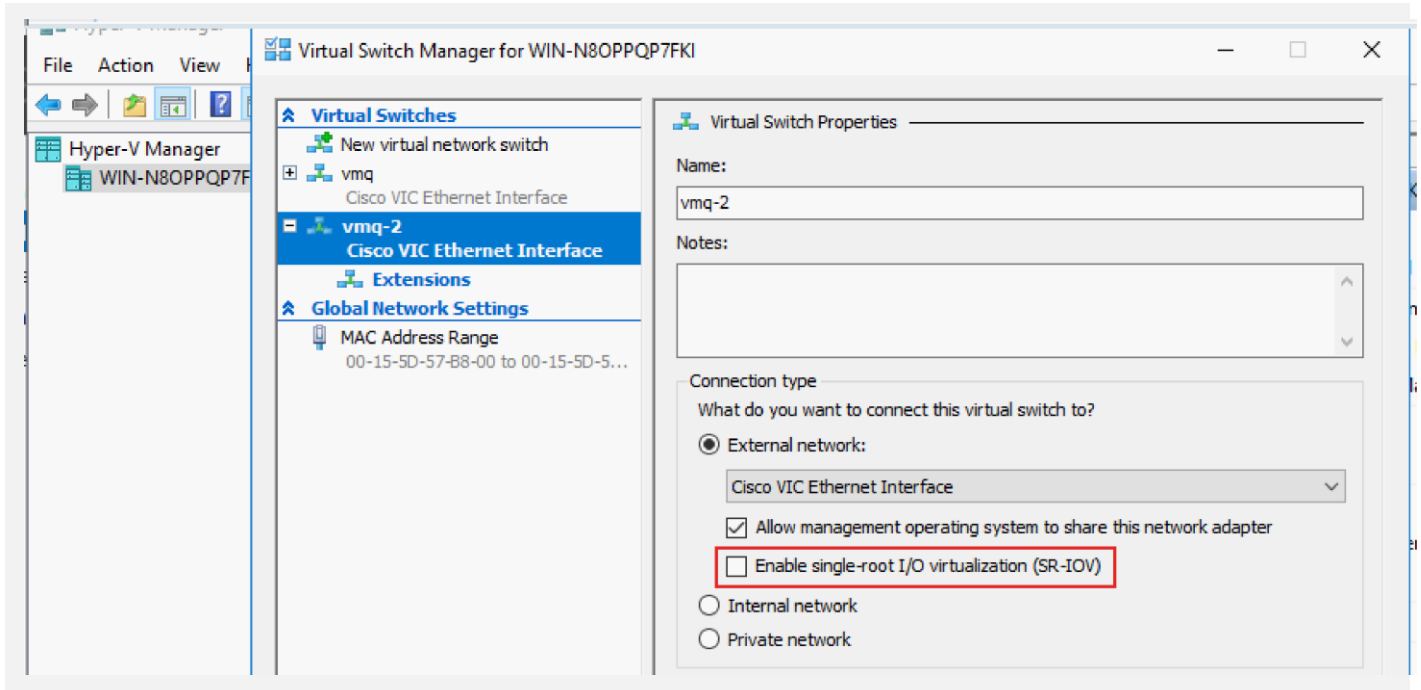 Virtual Switch Manager for WIN-N8OPPQP7FKI
File Action View
Hyper-V Manager
WIN-N8OPPQP7F
Virtual Switches
New virtual network switch
vmq
Cisco VIC Ethernet Interface
vmq-2
Cisco VIC Ethernet Interface
Extensions
Global Network Settings
MAC Address Range
00-15-5D-57-B8-00 to 00-15-5D-5...
Virtual Switch Properties
Name:
vmq-2
Notes:
Connection type
What do you want to connect this virtual switch to?
External network:
Cisco VIC Ethernet Interface
Allow management operating system to share this network adapter
Enable single-root I/O virtualization (SR-IOV)
Internal network
Private network